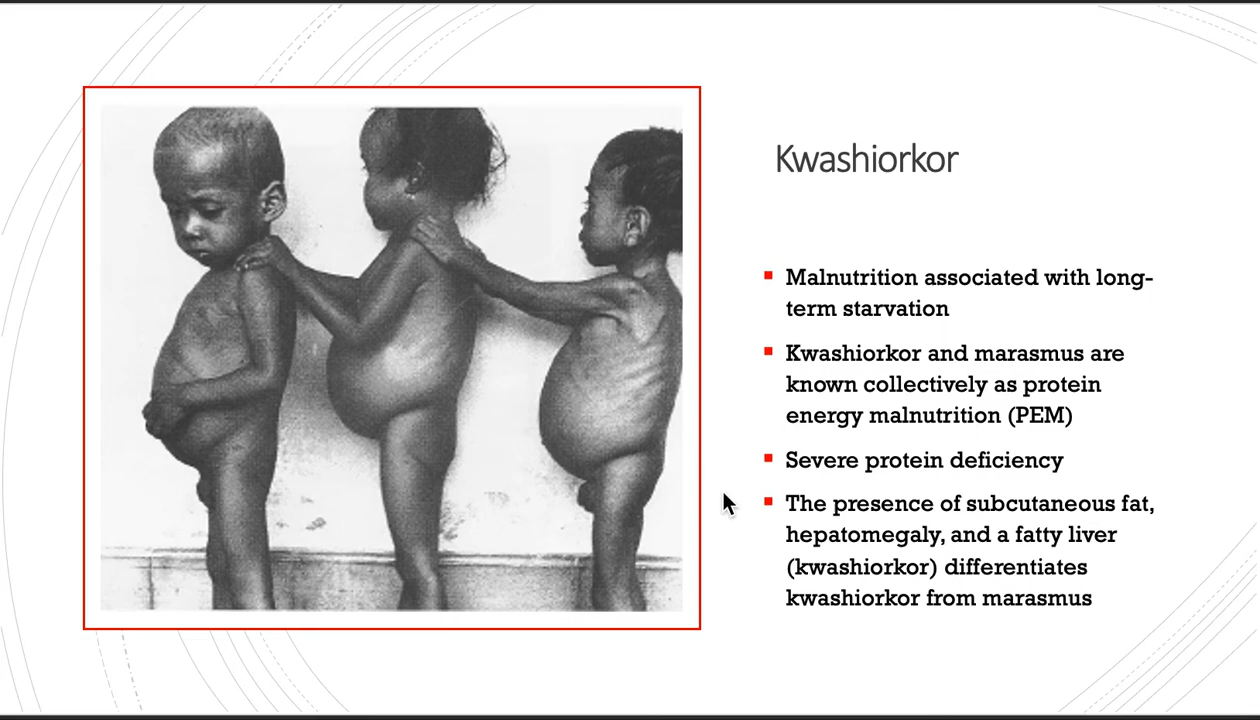 Kwashiorkor
Malnutrition associated with long-
term starvation
Kwashiorkor and marasmus are
known collectively as protein
energy malnutrition (PEM)
Severe protein deficiency
The presence of subcutaneous fat,
hepatomegaly, and a fatty liver
(kwashiorkor) differentiates
kwashiorkor from marasmus